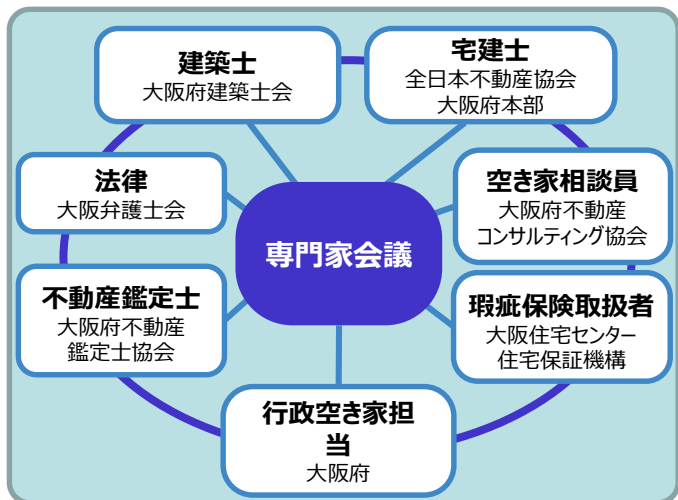 建築士
大阪府建築士会
宅建士
全日本不動産協会
大阪府本部
法律
大阪弁護士会
空き家相談員
大阪府不動産
コンサルティング協会
専門家会議
不動産鑑定士
大阪府不動産
鑑定士協会
瑕疵保険取扱者
大阪住宅センター
住宅保証機構
行政空き家担
当
大阪府